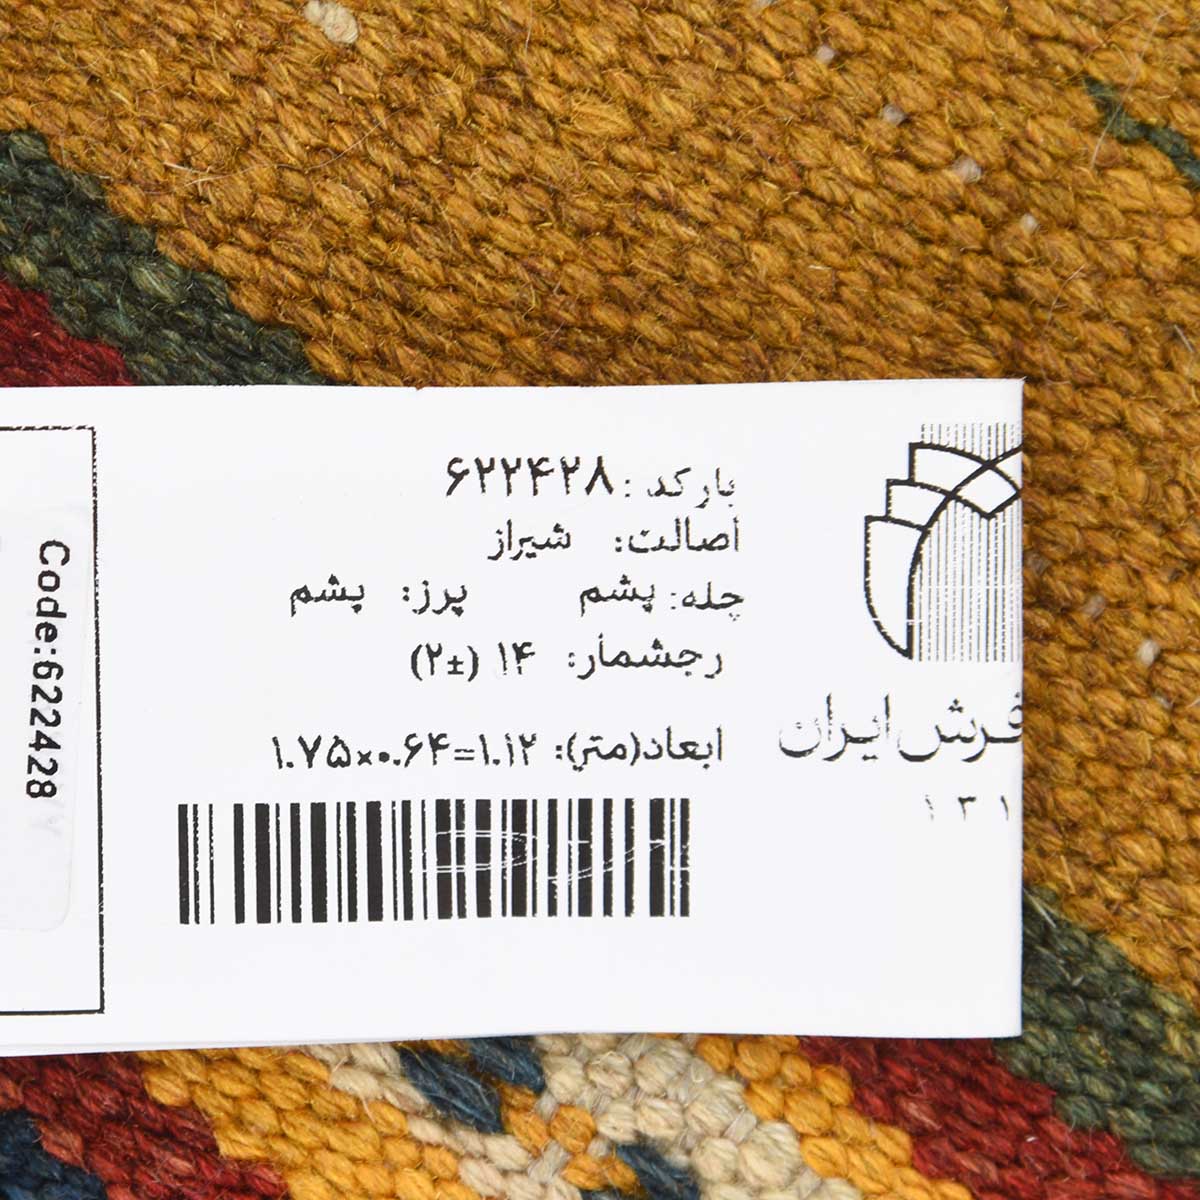 بارکد: ۶۲۲۴۲۸
اصالت: شیراز
چله: پشم پرز: پشم
رجشمار: ۱۴ (±۲)
ابعاد(متر): ۱.۷۵×۰.۶۴=۱.۱۲
فرش ایران
۱۳۱
Code:622428